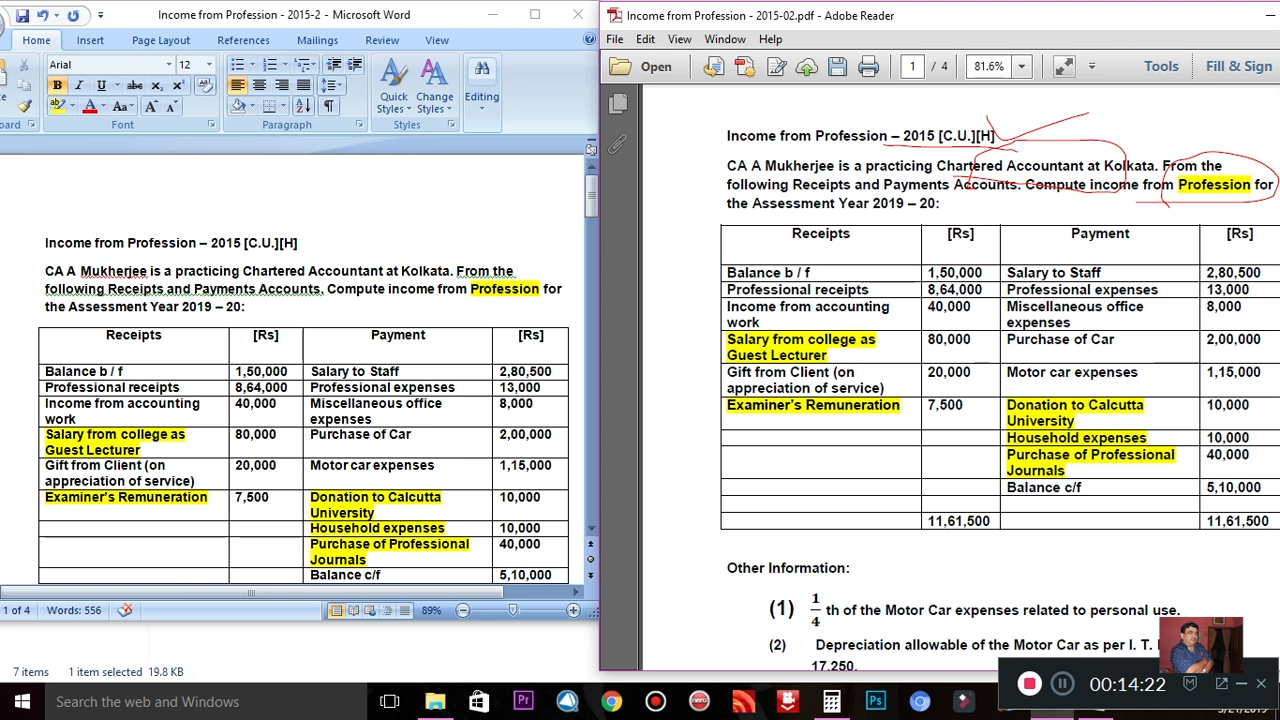 Income from Profession - 2015-2 - Microsoft Word
Home Insert Page Layout References Mailings Review View
Arial 12
Quick Styles Change Styles Editing
oard Font Paragraph Styles
Income from Profession – 2015 [C.U.][H]
CA A Mukherjee is a practicing Chartered Accountant at Kolkata. From the
following Receipts and Payments Accounts. Compute income from Profession for
the Assessment Year 2019 – 20:
Receipts [Rs] Payment [Rs]
Balance b / f 1,50,000 Salary to Staff 2,80,500
Professional receipts 8,64,000 Professional expenses 13,000
Income from accounting work 40,000 Miscellaneous office expenses 8,000
Salary from college as Guest Lecturer 80,000 Purchase of Car 2,00,000
Gift from Client (on appreciation of service) 20,000 Motor car expenses 1,15,000
Examiner's Remuneration 7,500 Donation to Calcutta University 10,000
Household expenses 10,000
Purchase of Professional Journals 40,000
Balance c/f 5,10,000
1 of 4 Words: 556 89%
7 items 1 item selected 19.8 KB
Income from Profession - 2015-02.pdf - Adobe Reader
File Edit View Window Help
Open 1 / 4 81.6% Tools Fill & Sign
Income from Profession – 2015 [C.U.][H]
CA A Mukherjee is a practicing Chartered Accountant at Kolkata. From the
following Receipts and Payments Accounts. Compute income from Profession for
the Assessment Year 2019 – 20:
Receipts [Rs] Payment [Rs]
Balance b / f 1,50,000 Salary to Staff 2,80,500
Professional receipts 8,64,000 Professional expenses 13,000
Income from accounting work 40,000 Miscellaneous office expenses 8,000
Salary from college as Guest Lecturer 80,000 Purchase of Car 2,00,000
Gift from Client (on appreciation of service) 20,000 Motor car expenses 1,15,000
Examiner's Remuneration 7,500 Donation to Calcutta University 10,000
Household expenses 10,000
Purchase of Professional Journals 40,000
Balance c/f 5,10,000
11,61,500 11,61,500
Other Information:
(1) 1/4 th of the Motor Car expenses related to personal use.
(2) Depreciation allowable of the Motor Car as per I. T.
17,250.
00:14:22
Search the web and Windows